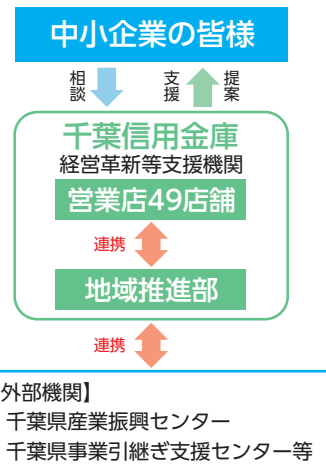 中小企業の皆様
相談 支援 提案
千葉信用金庫
経営革新等支援機関
営業店49店舗
連携
地域推進部
連携
外部機関】
千葉県産業振興センター
千葉県事業引継ぎ支援センター等